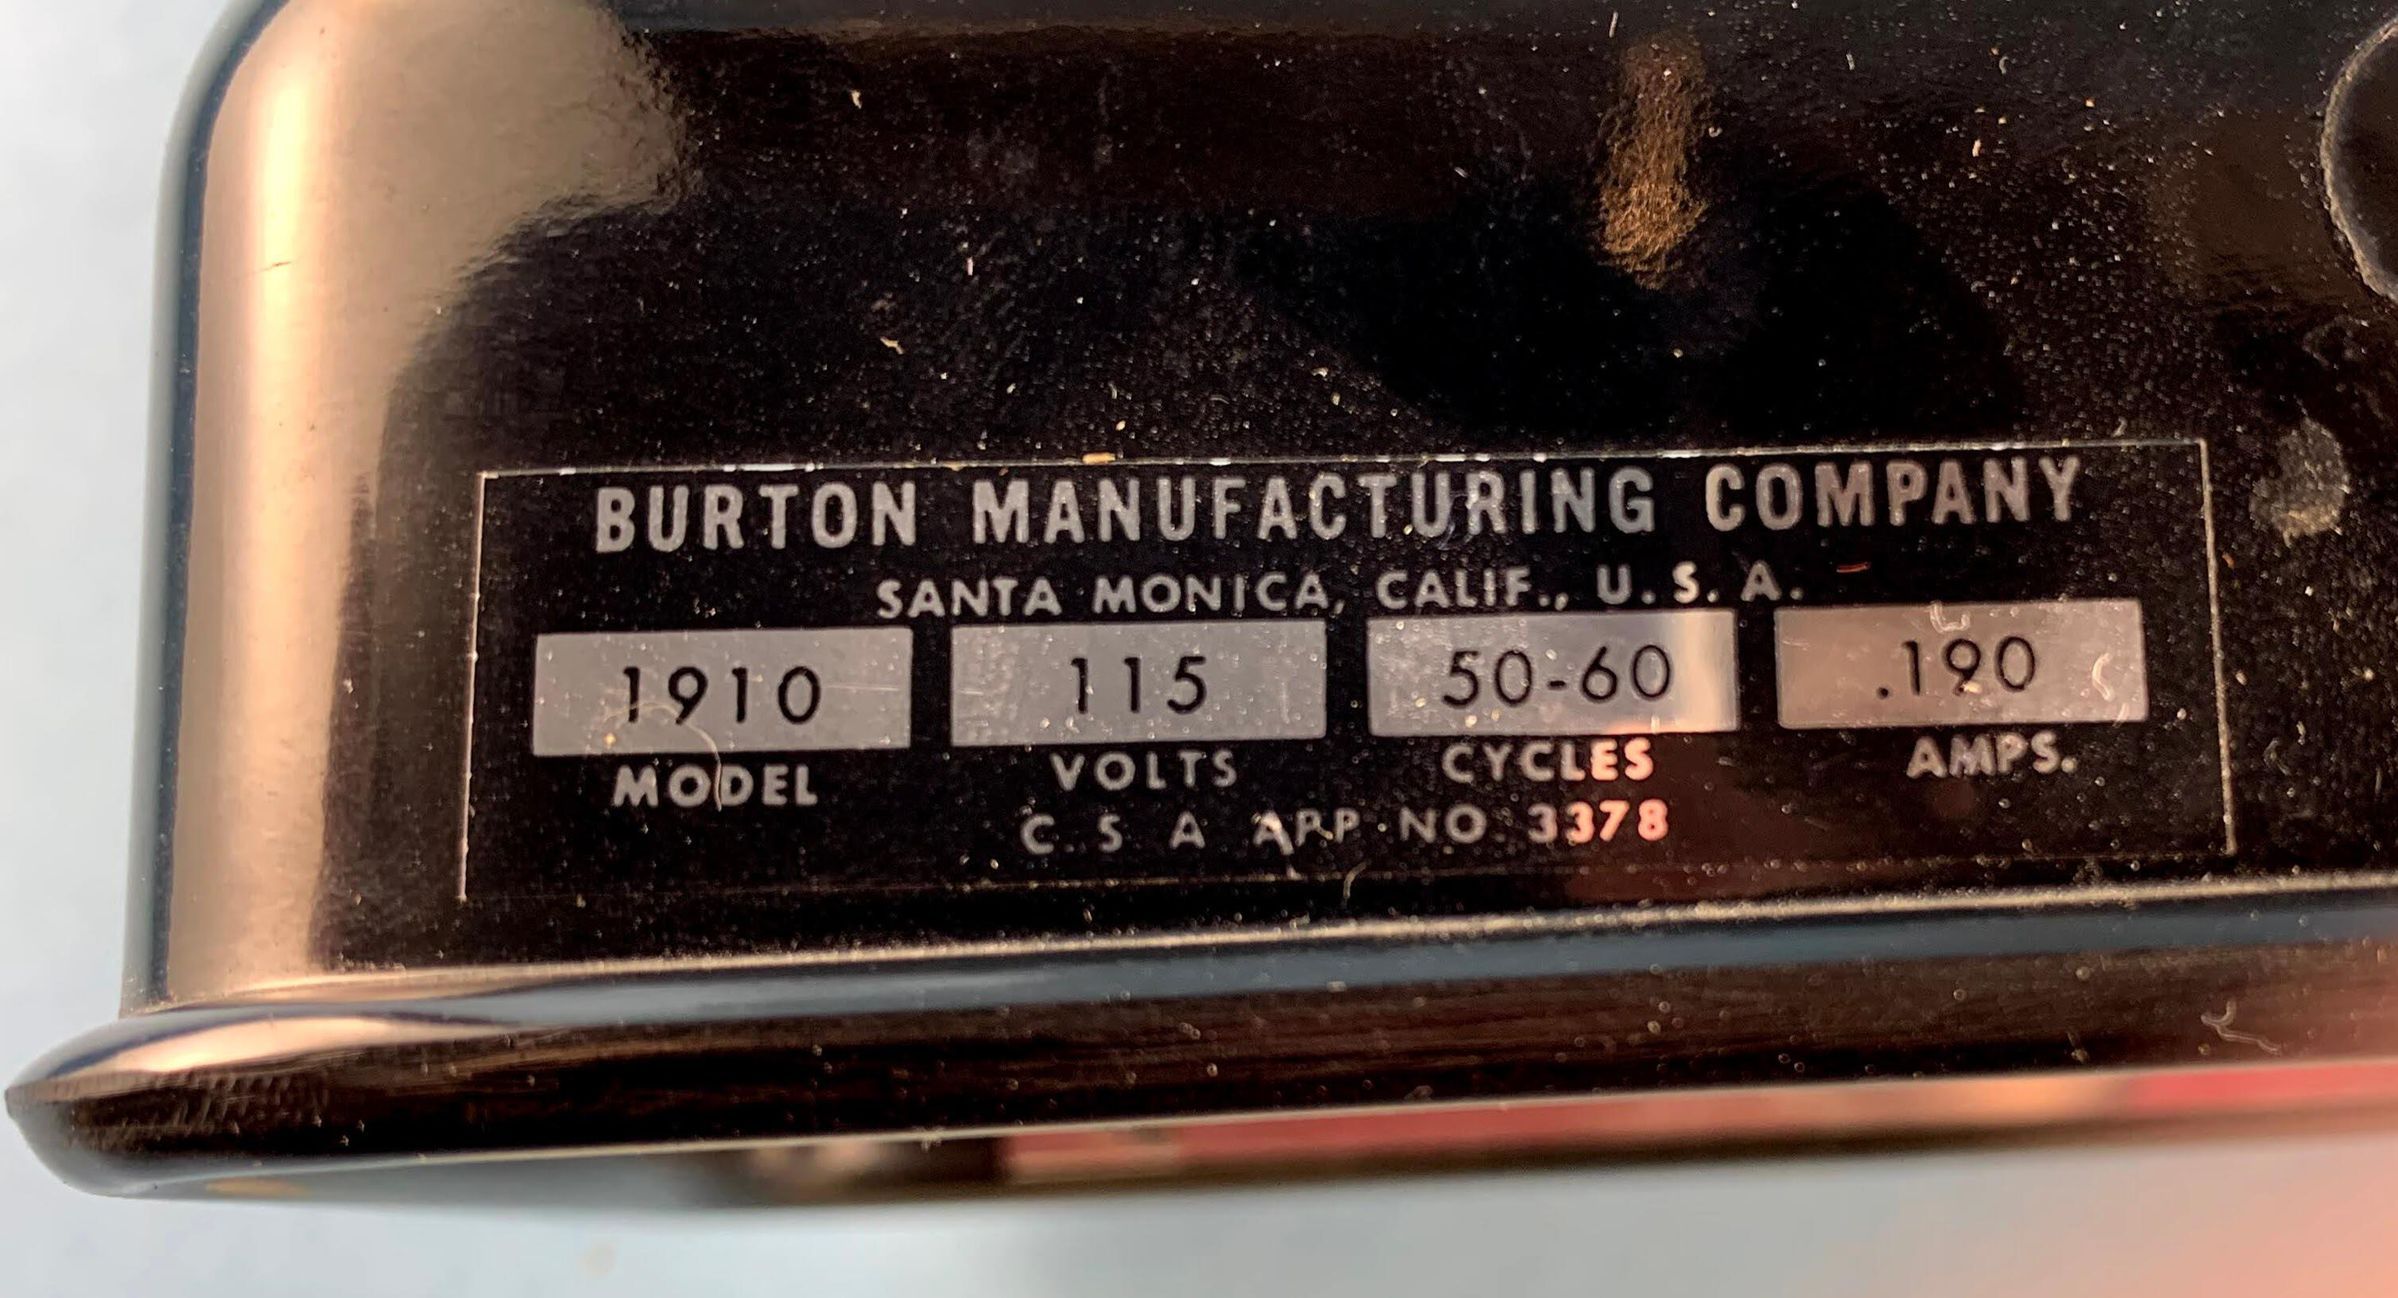 BURTON MANUFACTURING COMPANY
SANTA MONICA, CALIF., U. S. A.
1910 115 50-60 .190
MODEL VOLTS CYCLES AMPS.
C. S. A APP. NO. 3378